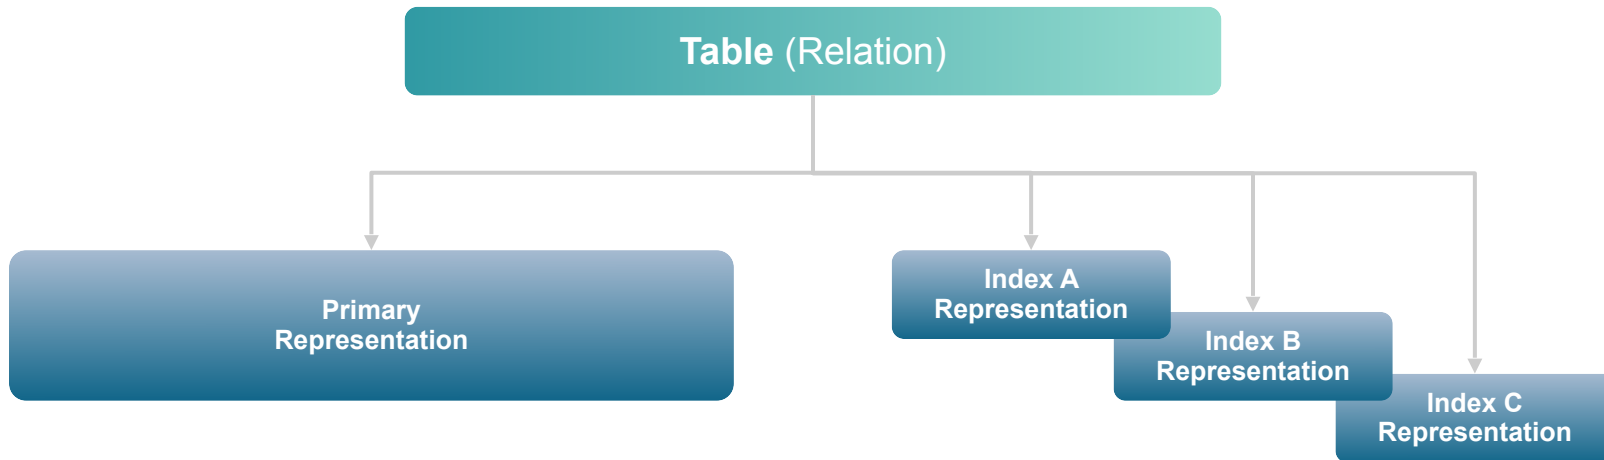 Table (Relation)
Primary
Representation
Index A
Representation
Index B
Representation
Index C
Representation